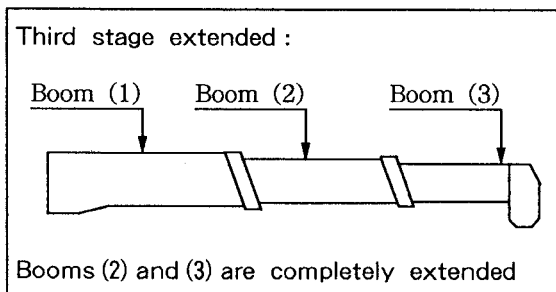 Third stage extended :
Boom (1) Boom (2) Boom (3)
Booms (2) and (3) are completely extended